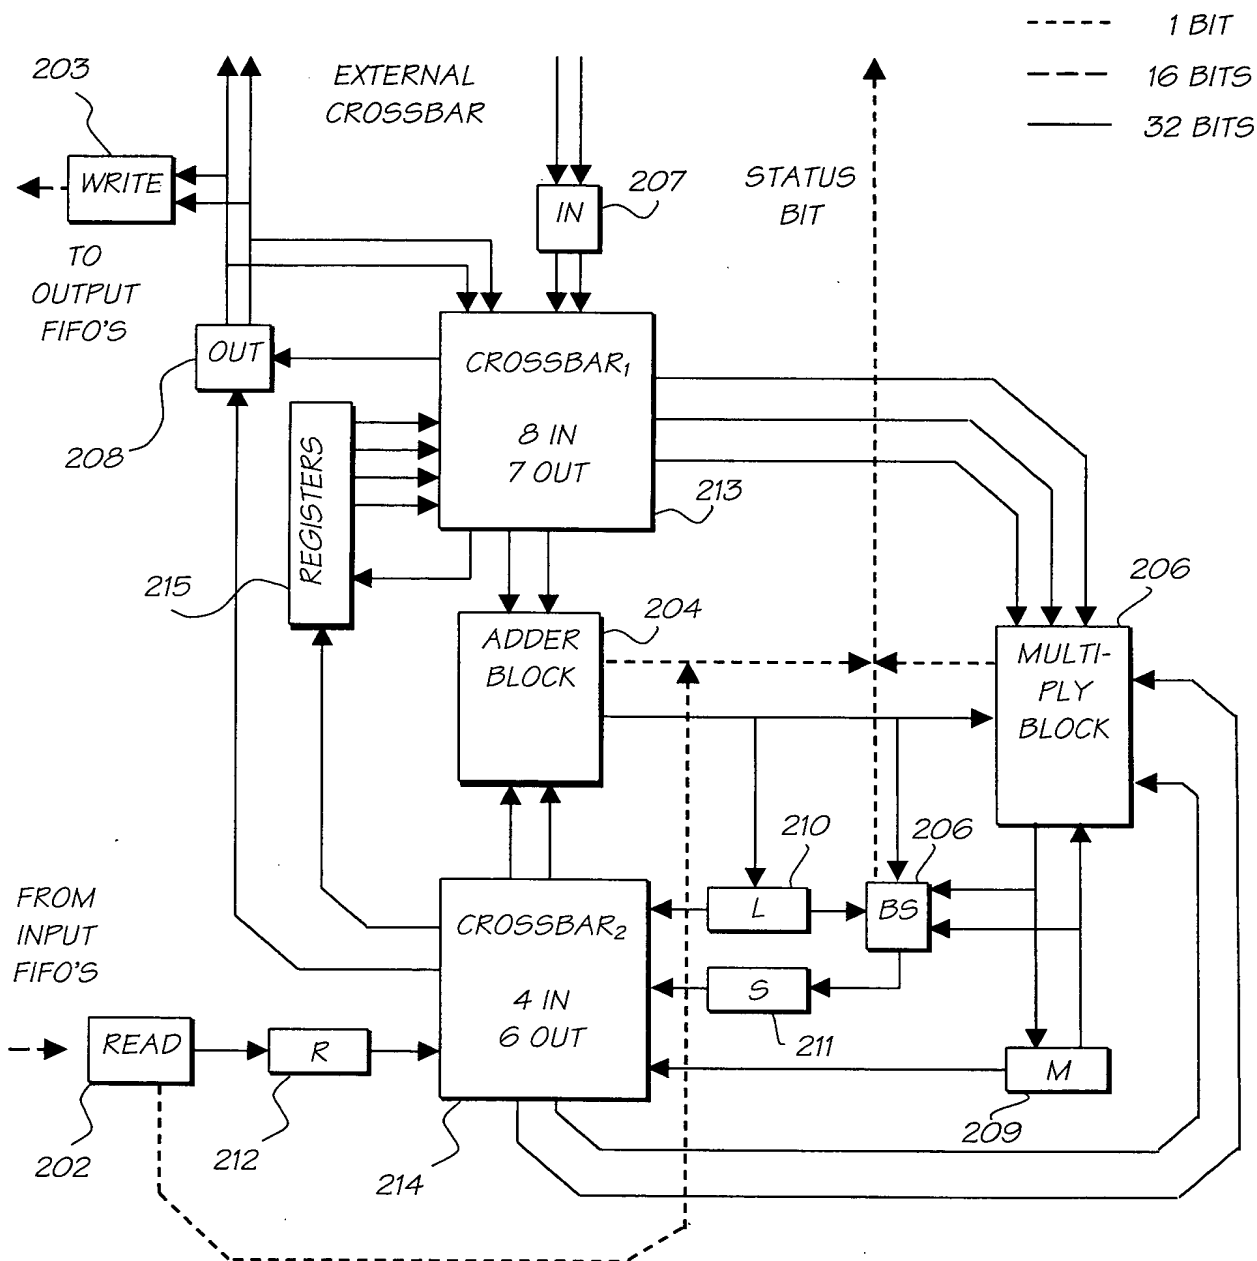 1 BIT
16 BITS
32 BITS
203
EXTERNAL
CROSSBAR
WRITE
207
STATUS
BIT
IN
TO
OUTPUT
FIFO'S
OUT
CROSSBAR1
8 IN
7 OUT
208
REGISTERS
213
215
204
206
ADDER
BLOCK
MULTI-
PLY
BLOCK
210
206
FROM
INPUT
FIFO'S
CROSSBAR2
L
BS
4 IN
6 OUT
S
211
READ
R
M
209
202
212
214